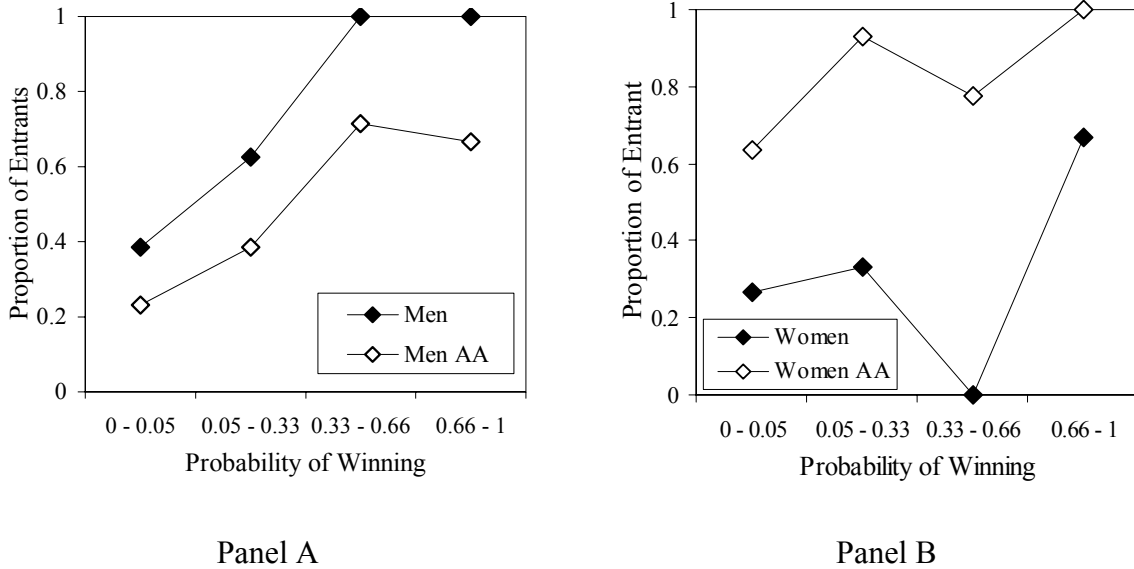 Proportion of Entrants
1
0.8
0.6
0.4
0.2
0
Men
Men AA
0 - 0.05 0.05 - 0.33 0.33 - 0.66 0.66 - 1
Probability of Winning
Panel A
Proportion of Entrant
1
0.8
0.6
0.4
0.2
0
Women
Women AA
0 - 0.05 0.05 - 0.33 0.33 - 0.66 0.66 - 1
Probability of Winning
Panel B